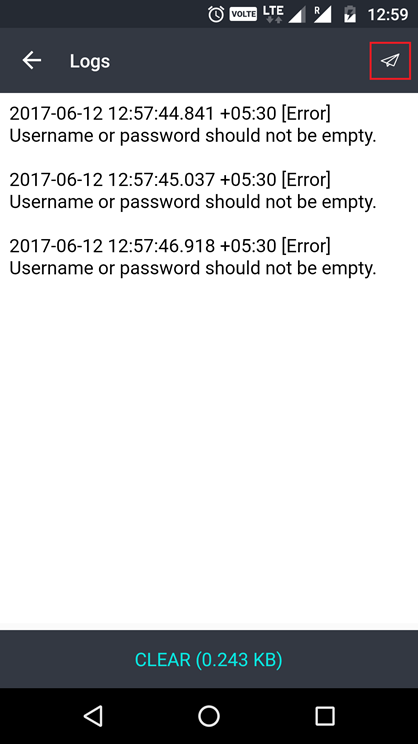 VOLTE LTE R 12:59
Logs
2017-06-12 12:57:44.841 +05:30 [Error]
Username or password should not be empty.
2017-06-12 12:57:45.037 +05:30 [Error]
Username or password should not be empty.
2017-06-12 12:57:46.918 +05:30 [Error]
Username or password should not be empty.
CLEAR (0.243 KB)